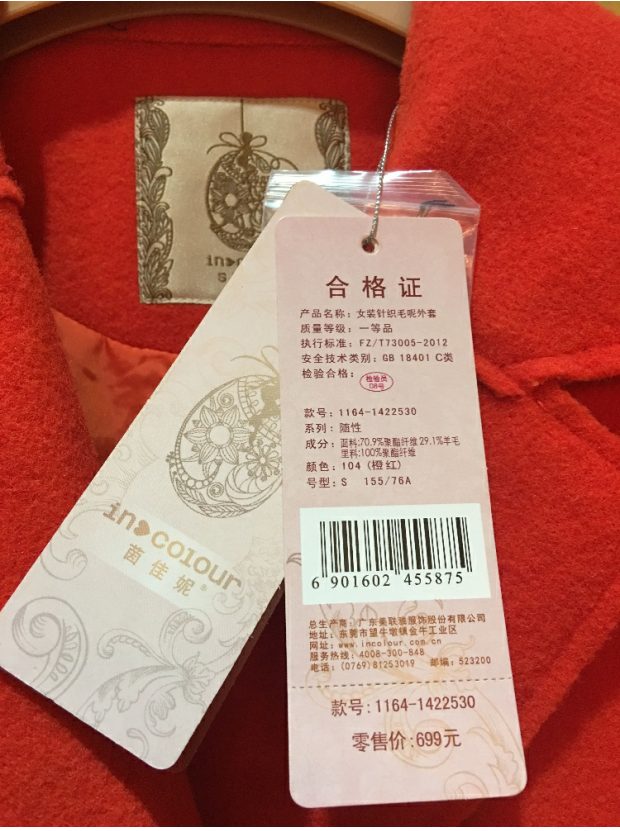 in
s
in colour
茵佳妮®
合格证
产品名称：女装针织毛呢外套
质量等级：一等品
执行标准：FZ/T73005-2012
安全技术类别：GB 18401 C类
检验合格：
检验员
款号：1164-1422530
系列：随性
成分：面料:70.9%聚酯纤维 29.1%羊毛
里料:100%聚酯纤维
颜色：104 (橙红)
号型：S 155/76A
6 901602 455875
总生产商：广东美联雅服饰股份有限公司
地址：东莞市望牛墩镇金牛工业区
网址：www.incolour.com.cn
服务热线：4008-300-848
电话：(0769)81253019 邮编：523200
款号:1164-1422530
零售价:699元